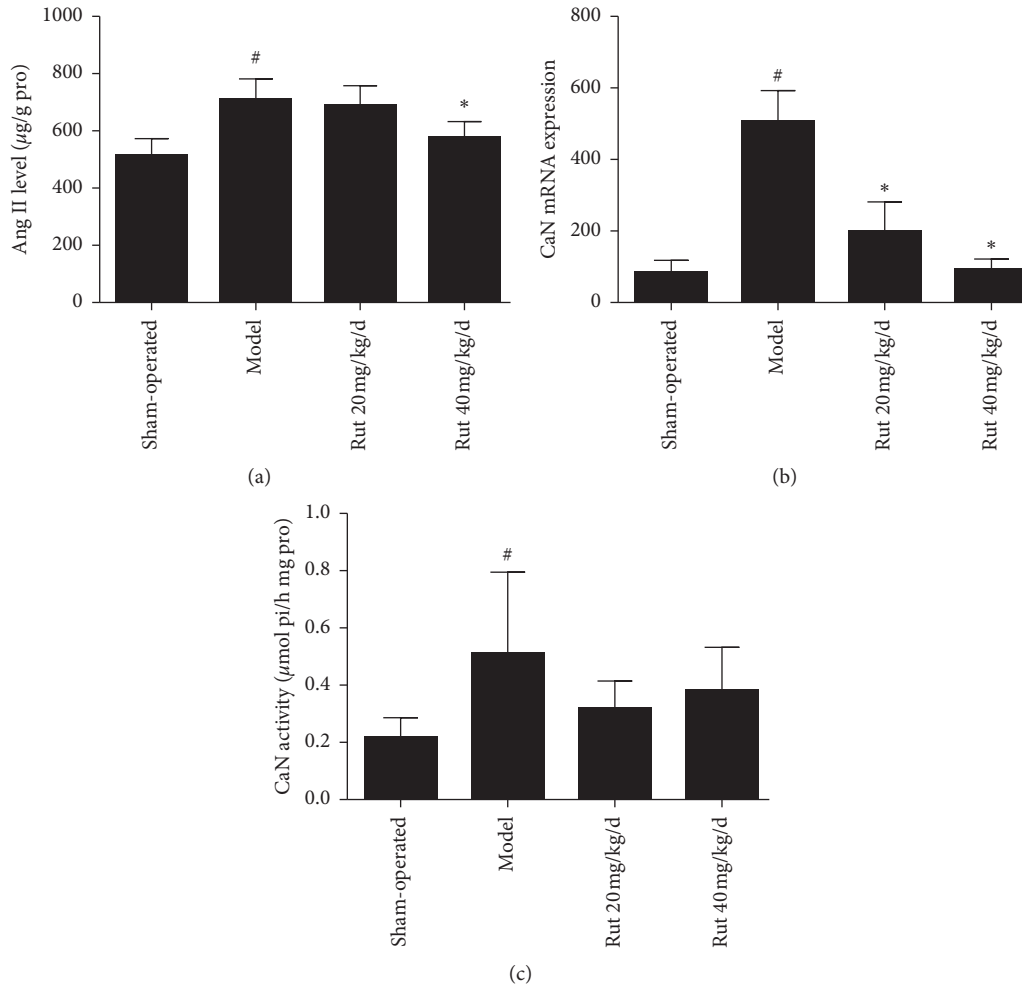 1000
800
600
400
200
0
Ang II level (µg/g pro)
#
*
Sham-operated
Model
Rut 20 mg/kg/d
Rut 40 mg/kg/d
(a)
800
600
400
200
0
CaN mRNA expression
#
*
*
Sham-operated
Model
Rut 20 mg/kg/d
Rut 40 mg/kg/d
(b)
1.0
0.8
0.6
0.4
0.2
0.0
CaN activity (µmol pi/h mg pro)
#
Sham-operated
Model
Rut 20 mg/kg/d
Rut 40 mg/kg/d
(c)